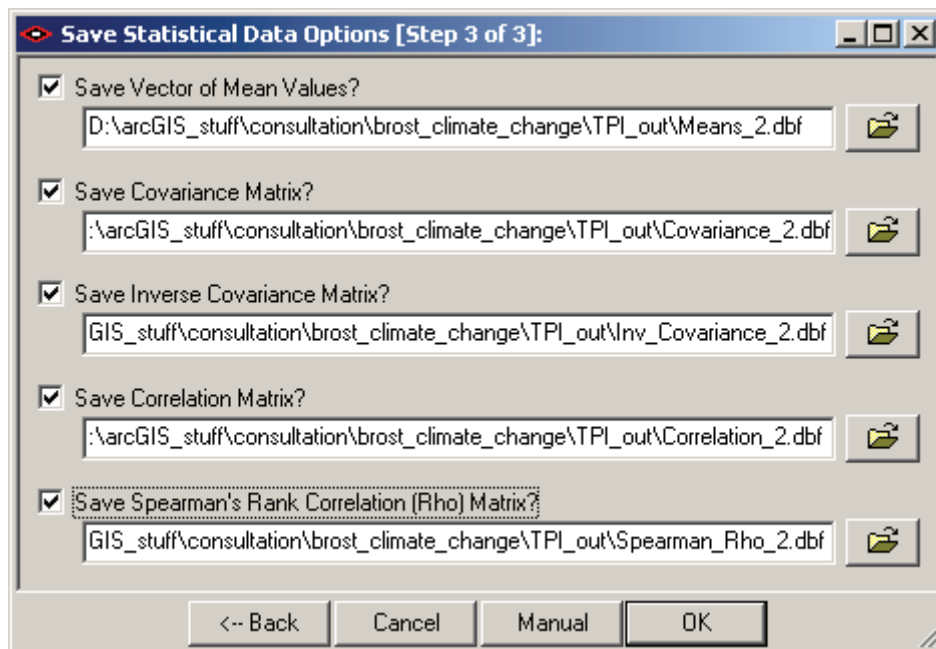 Save Statistical Data Options [Step 3 of 3]:
Save Vector of Mean Values?
D:\arcGIS_stuff\consultation\brost_climate_change\TPI_out\Means_2.dbf
Save Covariance Matrix?
:\arcGIS_stuff\consultation\brost_climate_change\TPI_out\Covariance_2.dbf
Save Inverse Covariance Matrix?
GIS_stuff\consultation\brost_climate_change\TPI_out\Inv_Covariance_2.dbf
Save Correlation Matrix?
:\arcGIS_stuff\consultation\brost_climate_change\TPI_out\Correlation_2.dbf
Save Spearman's Rank Correlation (Rho) Matrix?
GIS_stuff\consultation\brost_climate_change\TPI_out\Spearman_Rho_2.dbf
<-- Back Cancel Manual OK